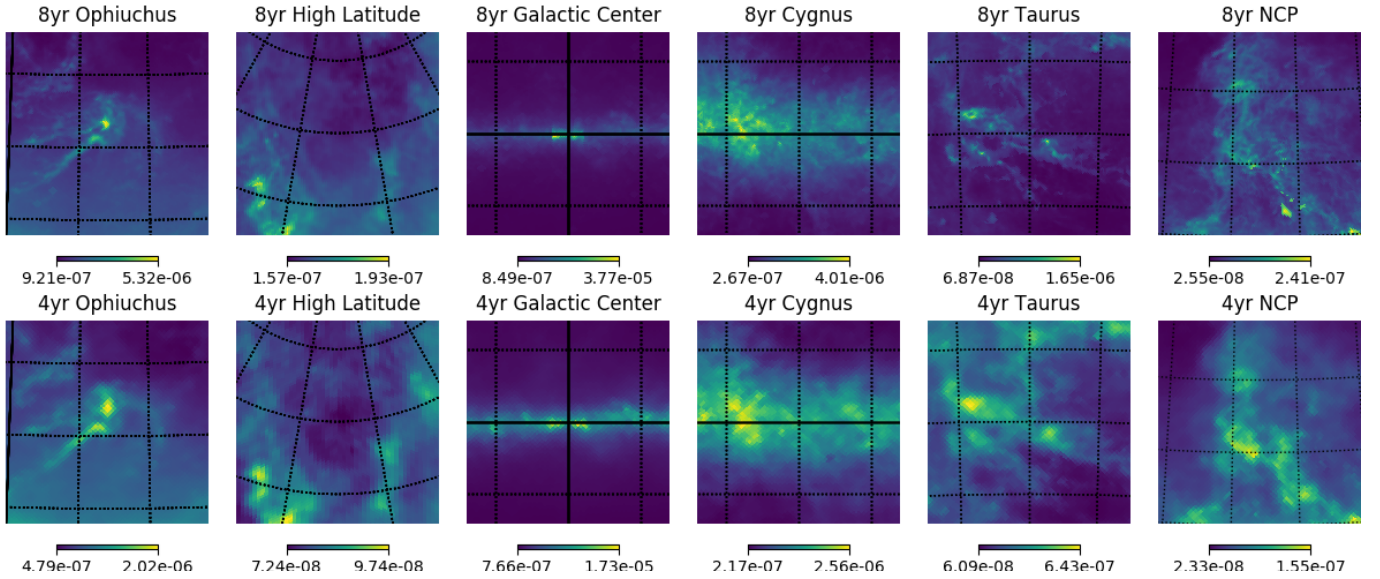 8yr Ophiuchus 8yr High Latitude 8yr Galactic Center 8yr Cygnus 8yr Taurus 8yr NCP
9.21e-07 5.32e-06 1.57e-07 1.93e-07 8.49e-07 3.77e-05 2.67e-07 4.01e-06 6.87e-08 1.65e-06 2.55e-08 2.41e-07
4yr Ophiuchus 4yr High Latitude 4yr Galactic Center 4yr Cygnus 4yr Taurus 4yr NCP
4.79e-07 2.02e-06 7.24e-08 9.74e-08 7.66e-07 1.73e-05 2.17e-07 2.56e-06 6.09e-08 6.43e-07 2.33e-08 1.55e-07